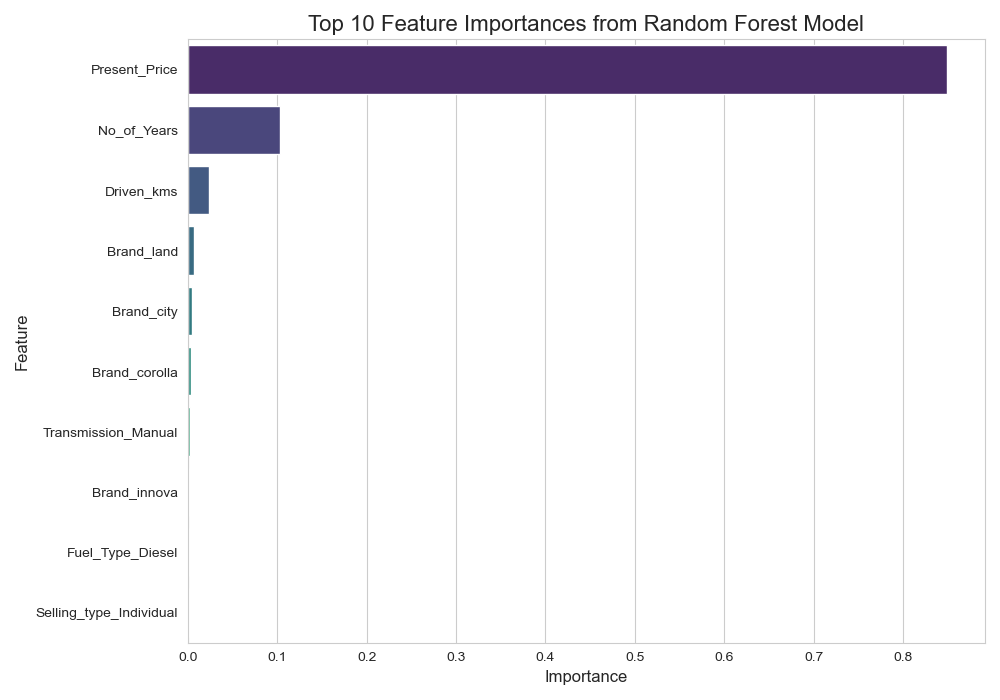 Top 10 Feature Importances from Random Forest Model
Present_Price
No_of_Years
Driven_kms
Brand_land
Brand_city
Brand_corolla
Transmission_Manual
Brand_innova
Fuel_Type_Diesel
Selling_type_Individual
Feature
0.0 0.1 0.2 0.3 0.4 0.5 0.6 0.7 0.8
Importance